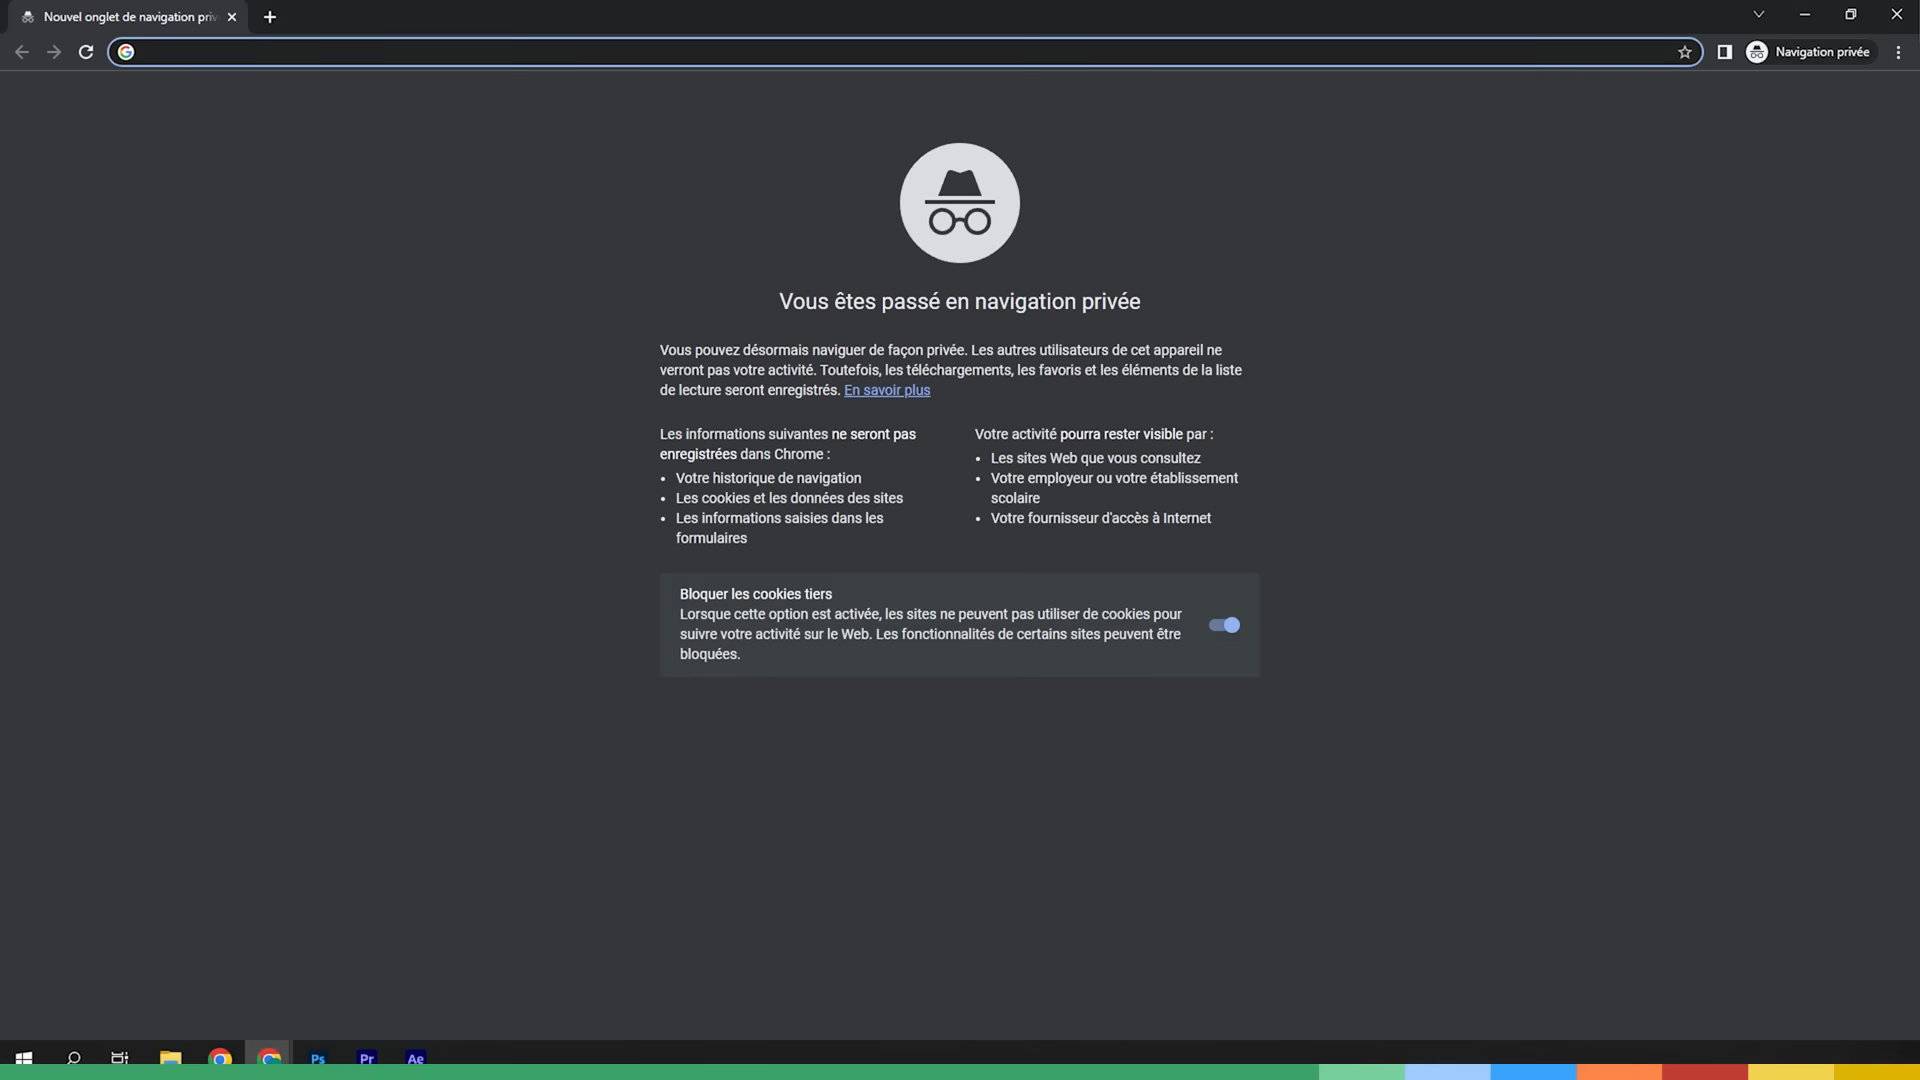 Nouvel onglet de navigation priv
Navigation privée
Vous êtes passé en navigation privée
Vous pouvez désormais naviguer de façon privée. Les autres utilisateurs de cet appareil ne
verront pas votre activité. Toutefois, les téléchargements, les favoris et les éléments de la liste
de lecture seront enregistrés. En savoir plus
Les informations suivantes ne seront pas
enregistrées dans Chrome :
• Votre historique de navigation
• Les cookies et les données des sites
• Les informations saisies dans les
formulaires
Votre activité pourra rester visible par :
• Les sites Web que vous consultez
• Votre employeur ou votre établissement
scolaire
• Votre fournisseur d'accès à Internet
Bloquer les cookies tiers
Lorsque cette option est activée, les sites ne peuvent pas utiliser de cookies pour
suivre votre activité sur le Web. Les fonctionnalités de certains sites peuvent être
bloquées.
Ps Pr Ae